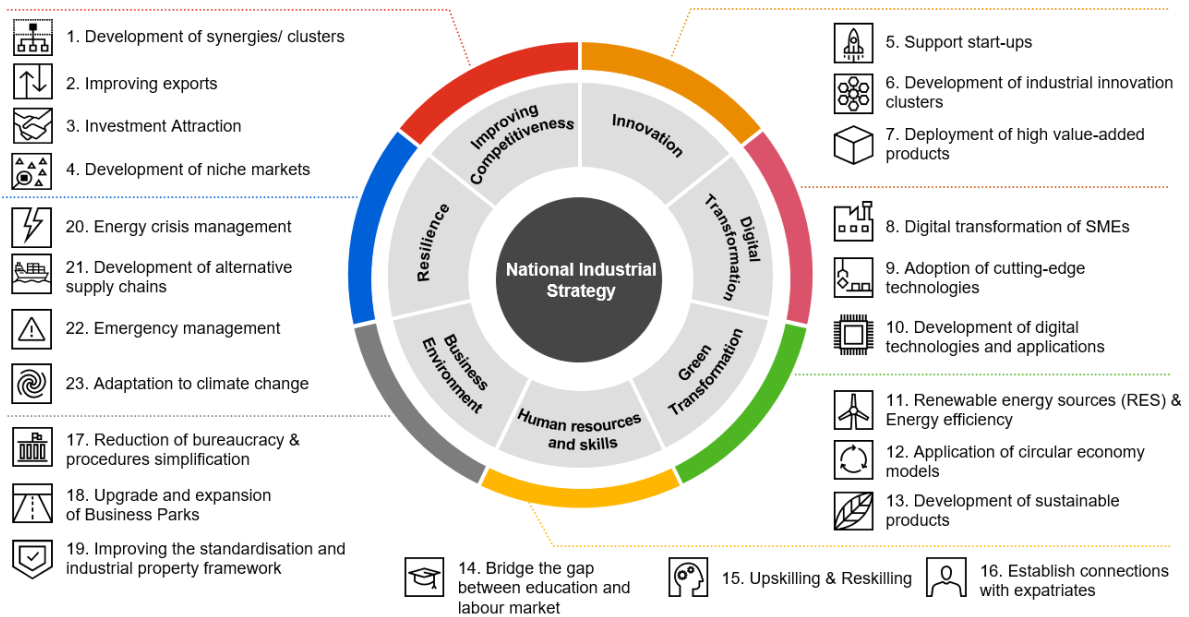 1. Development of synergies/ clusters
2. Improving exports
3. Investment Attraction
4. Development of niche markets
5. Support start-ups
6. Development of industrial innovation
clusters
7. Deployment of high value-added
products
8. Digital transformation of SMEs
9. Adoption of cutting-edge
technologies
10. Development of digital
technologies and applications
11. Renewable energy sources (RES) &
Energy efficiency
12. Application of circular economy
models
13. Development of sustainable
products
14. Bridge the gap
between education and
labour market
15. Upskilling & Reskilling
16. Establish connections
with expatriates
17. Reduction of bureaucracy &
procedures simplification
18. Upgrade and expansion
of Business Parks
19. Improving the standardisation and
industrial property framework
20. Energy crisis management
21. Development of alternative
supply chains
22. Emergency management
23. Adaptation to climate change
National Industrial
Strategy
Improving
Competitiveness
Innovation
Digital
Transformation
Green
Transformation
Human resources
and skills
Business
Environment
Resilience